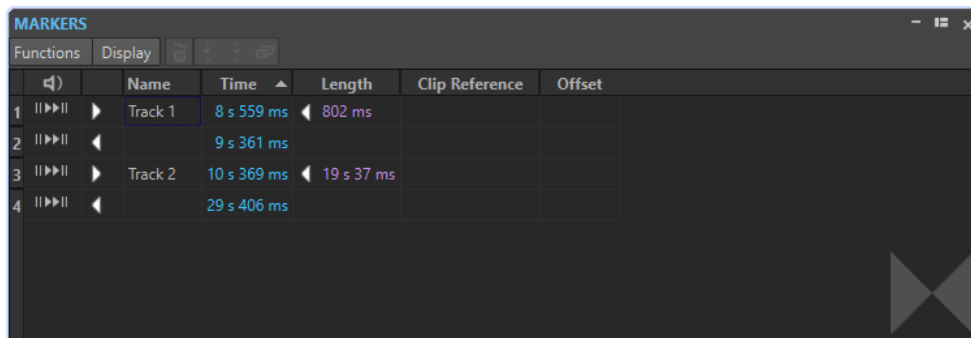 MARKERS
Functions Display
Name Time Length Clip Reference Offset
1 Track 1 8 s 559 ms 802 ms
2 9 s 361 ms
3 Track 2 10 s 369 ms 19 s 37 ms
4 29 s 406 ms